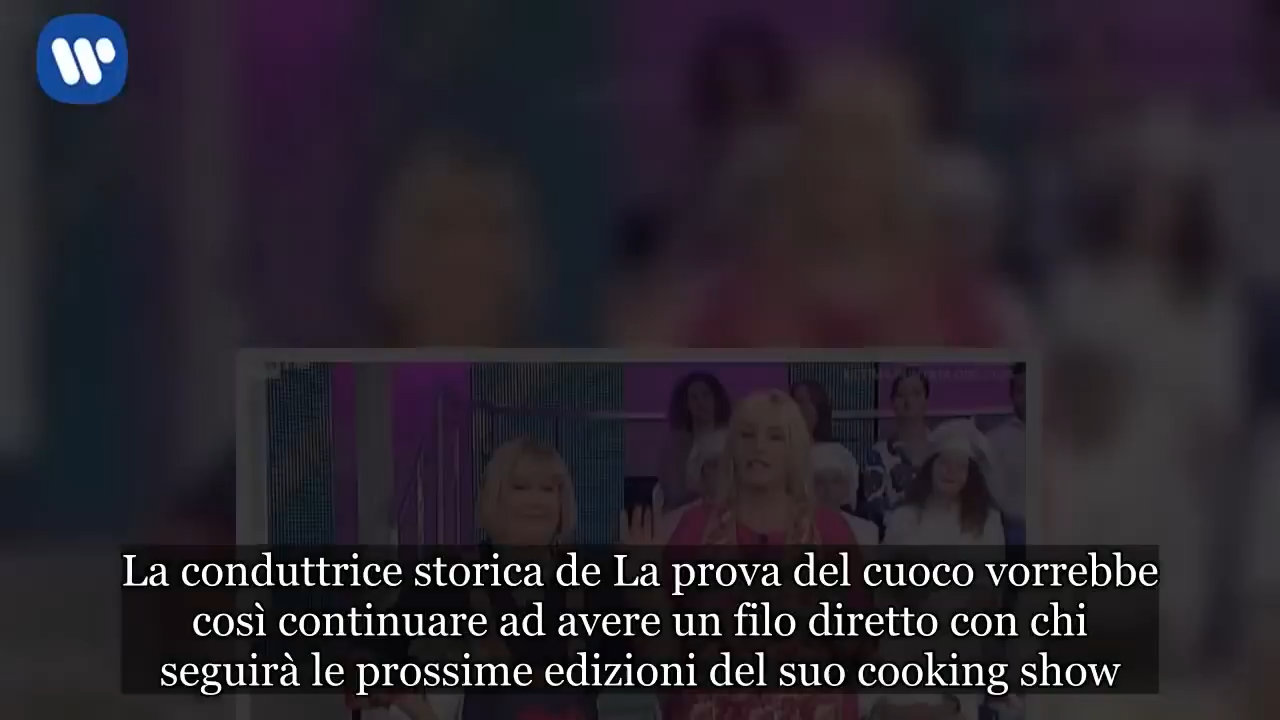 La conduttrice storica de La prova del cuoco vorrebbe
così continuare ad avere un filo diretto con chi
seguirà le prossime edizioni del suo cooking show